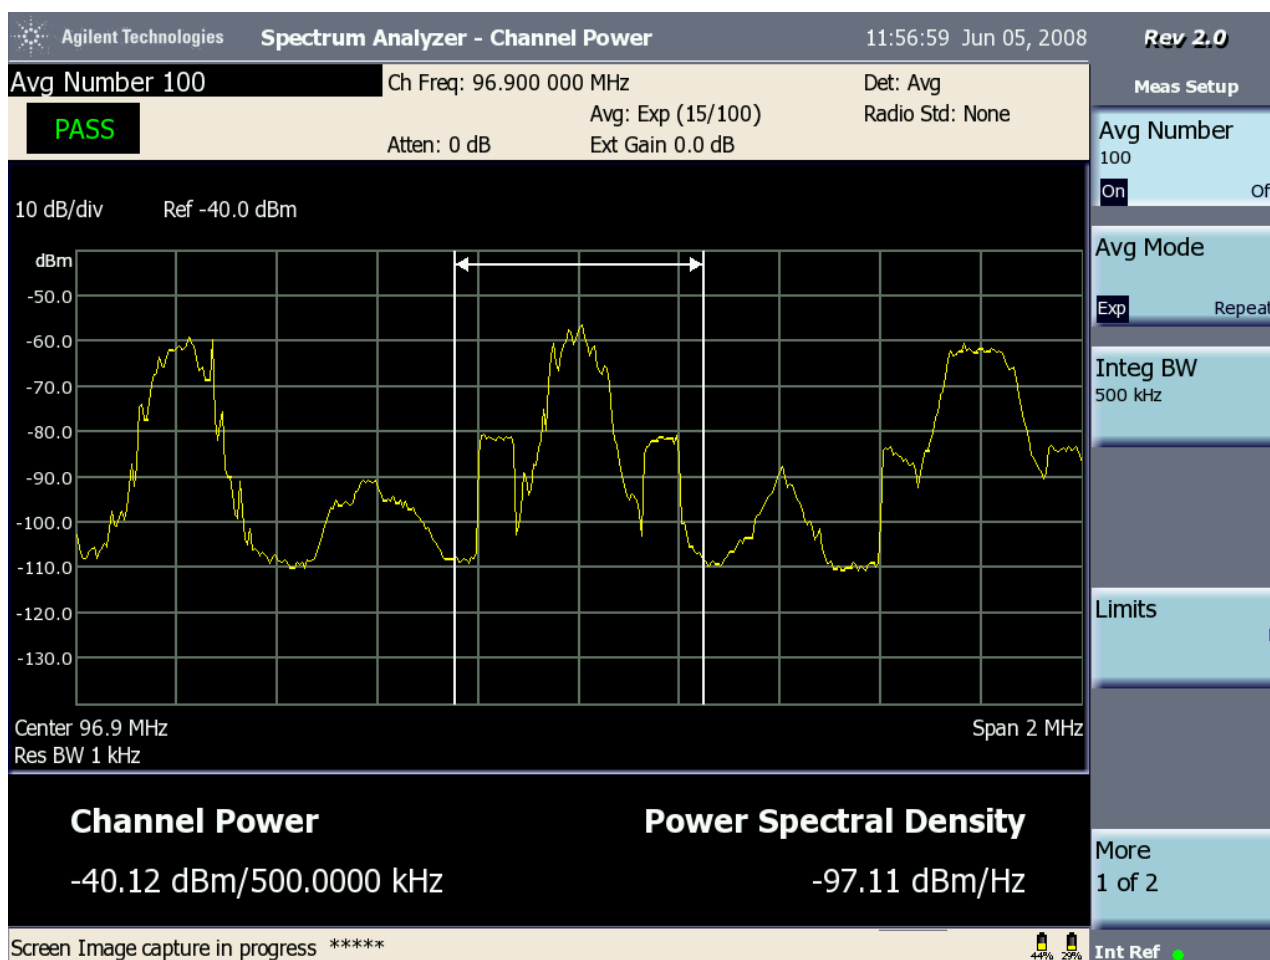 Agilent Technologies Spectrum Analyzer - Channel Power 11:56:59 Jun 05, 2008 Rev 2.0
Avg Number 100 Ch Freq: 96.900 000 MHz Det: Avg
PASS Avg: Exp (15/100) Radio Std: None
Atten: 0 dB Ext Gain 0.0 dB
10 dB/div Ref -40.0 dBm
dBm
-50.0
-60.0
-70.0
-80.0
-90.0
-100.0
-110.0
-120.0
-130.0
Center 96.9 MHz Span 2 MHz
Res BW 1 kHz
Channel Power Power Spectral Density
-40.12 dBm/500.0000 kHz -97.11 dBm/Hz
Screen Image capture in progress *****
44% 29%
Meas Setup
Avg Number
100
On Of
Avg Mode
Exp Repeat
Integ BW
500 kHz
Limits
More
1 of 2
Int Ref